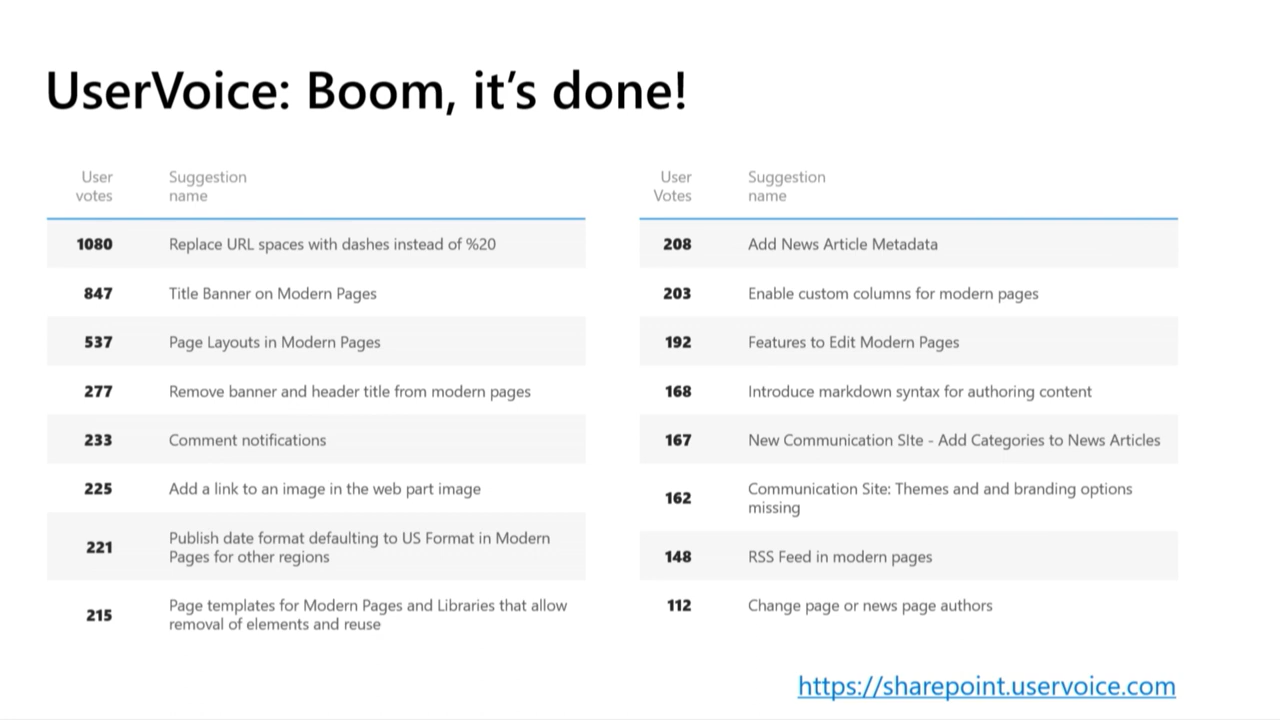 UserVoice: Boom, it's done!
User votes
Suggestion name
1080 Replace URL spaces with dashes instead of %20
847 Title Banner on Modern Pages
537 Page Layouts in Modern Pages
277 Remove banner and header title from modern pages
233 Comment notifications
225 Add a link to an image in the web part image
221 Publish date format defaulting to US Format in Modern
Pages for other regions
215 Page templates for Modern Pages and Libraries that allow
removal of elements and reuse
User Votes
Suggestion name
208 Add News Article Metadata
203 Enable custom columns for modern pages
192 Features to Edit Modern Pages
168 Introduce markdown syntax for authoring content
167 New Communication SIte - Add Categories to News Articles
162 Communication Site: Themes and and branding options
missing
148 RSS Feed in modern pages
112 Change page or news page authors
https://sharepoint.uservoice.com